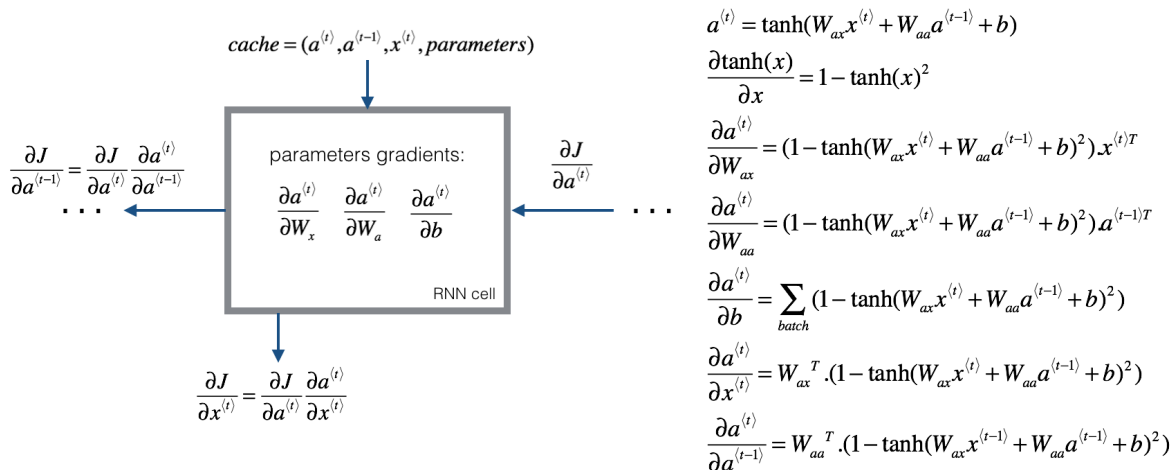 cache = (a^{⟨t⟩}, a^{⟨t-1⟩}, x^{⟨t⟩}, parameters)
∂J/∂a^{⟨t-1⟩} = ∂J/∂a^{⟨t⟩} ∂a^{⟨t⟩}/∂a^{⟨t-1⟩}
. . .
parameters gradients:
∂a^{⟨t⟩}/∂W_x ∂a^{⟨t⟩}/∂W_a ∂a^{⟨t⟩}/∂b
RNN cell
∂J/∂a^{⟨t⟩}
. . .
∂J/∂x^{⟨t⟩} = ∂J/∂a^{⟨t⟩} ∂a^{⟨t⟩}/∂x^{⟨t⟩}
a^{⟨t⟩} = tanh(W_{ax} x^{⟨t⟩} + W_{aa} a^{⟨t-1⟩} + b)
∂tanh(x)/∂x = 1 − tanh(x)^2
∂a^{⟨t⟩}/∂W_{ax} = (1 − tanh(W_{ax} x^{⟨t⟩} + W_{aa} a^{⟨t-1⟩} + b)^2).x^{⟨t⟩T}
∂a^{⟨t⟩}/∂W_{aa} = (1 − tanh(W_{ax} x^{⟨t⟩} + W_{aa} a^{⟨t-1⟩} + b)^2).a^{⟨t-1⟩T}
∂a^{⟨t⟩}/∂b = ∑_{batch} (1 − tanh(W_{ax} x^{⟨t⟩} + W_{aa} a^{⟨t-1⟩} + b)^2)
∂a^{⟨t⟩}/∂x^{⟨t⟩} = W_{ax}^T .(1 − tanh(W_{ax} x^{⟨t⟩} + W_{aa} a^{⟨t-1⟩} + b)^2)
∂a^{⟨t⟩}/∂a^{⟨t-1⟩} = W_{aa}^T .(1 − tanh(W_{ax} x^{⟨t-1⟩} + W_{aa} a^{⟨t-1⟩} + b)^2)